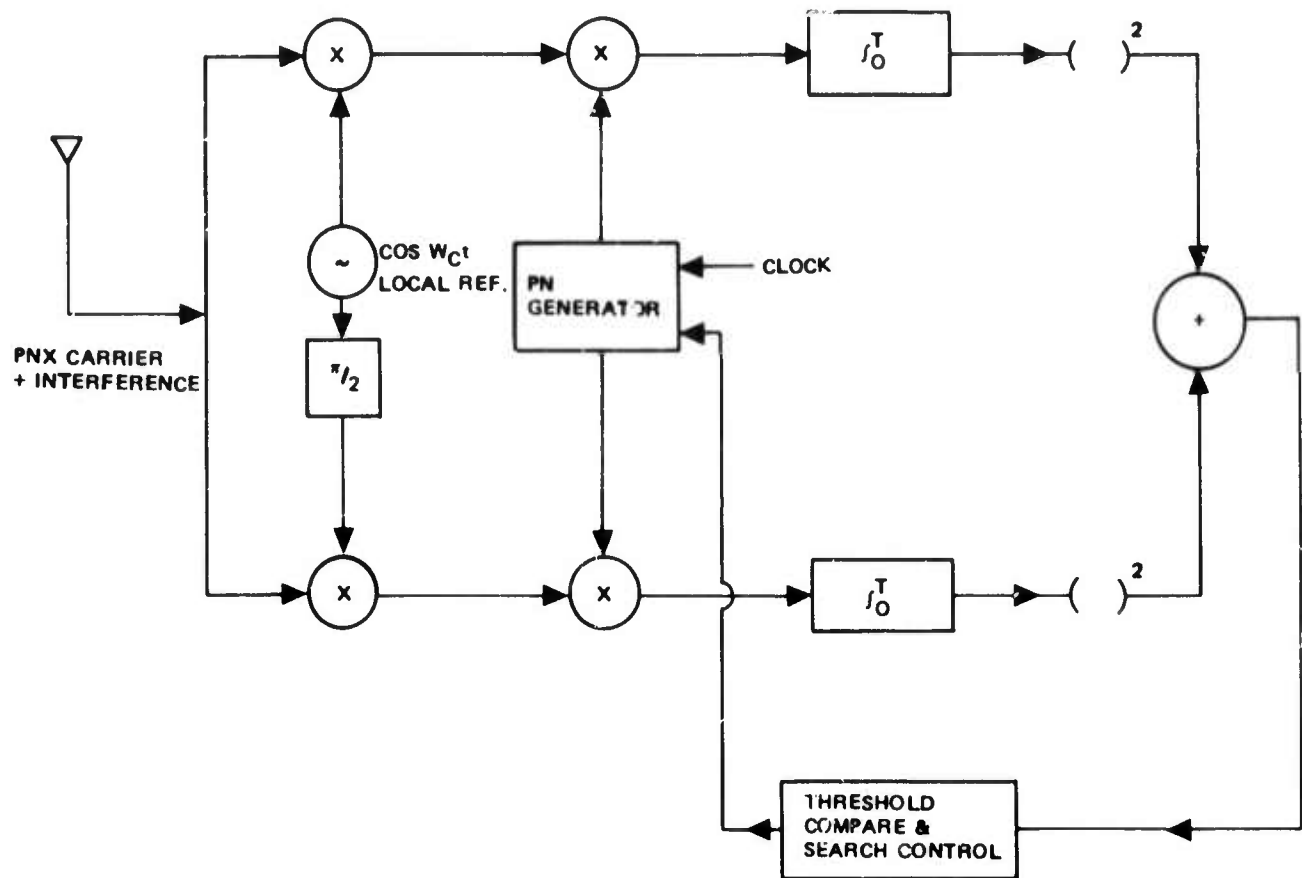 X
X
∫₀ᵀ
( )²
~
COS W_Ct
LOCAL REF.
PN
GENERATOR
CLOCK
+
PNX CARRIER
+ INTERFERENCE
π/2
X
X
∫₀ᵀ
( )²
THRESHOLD
COMPARE &
SEARCH CONTROL